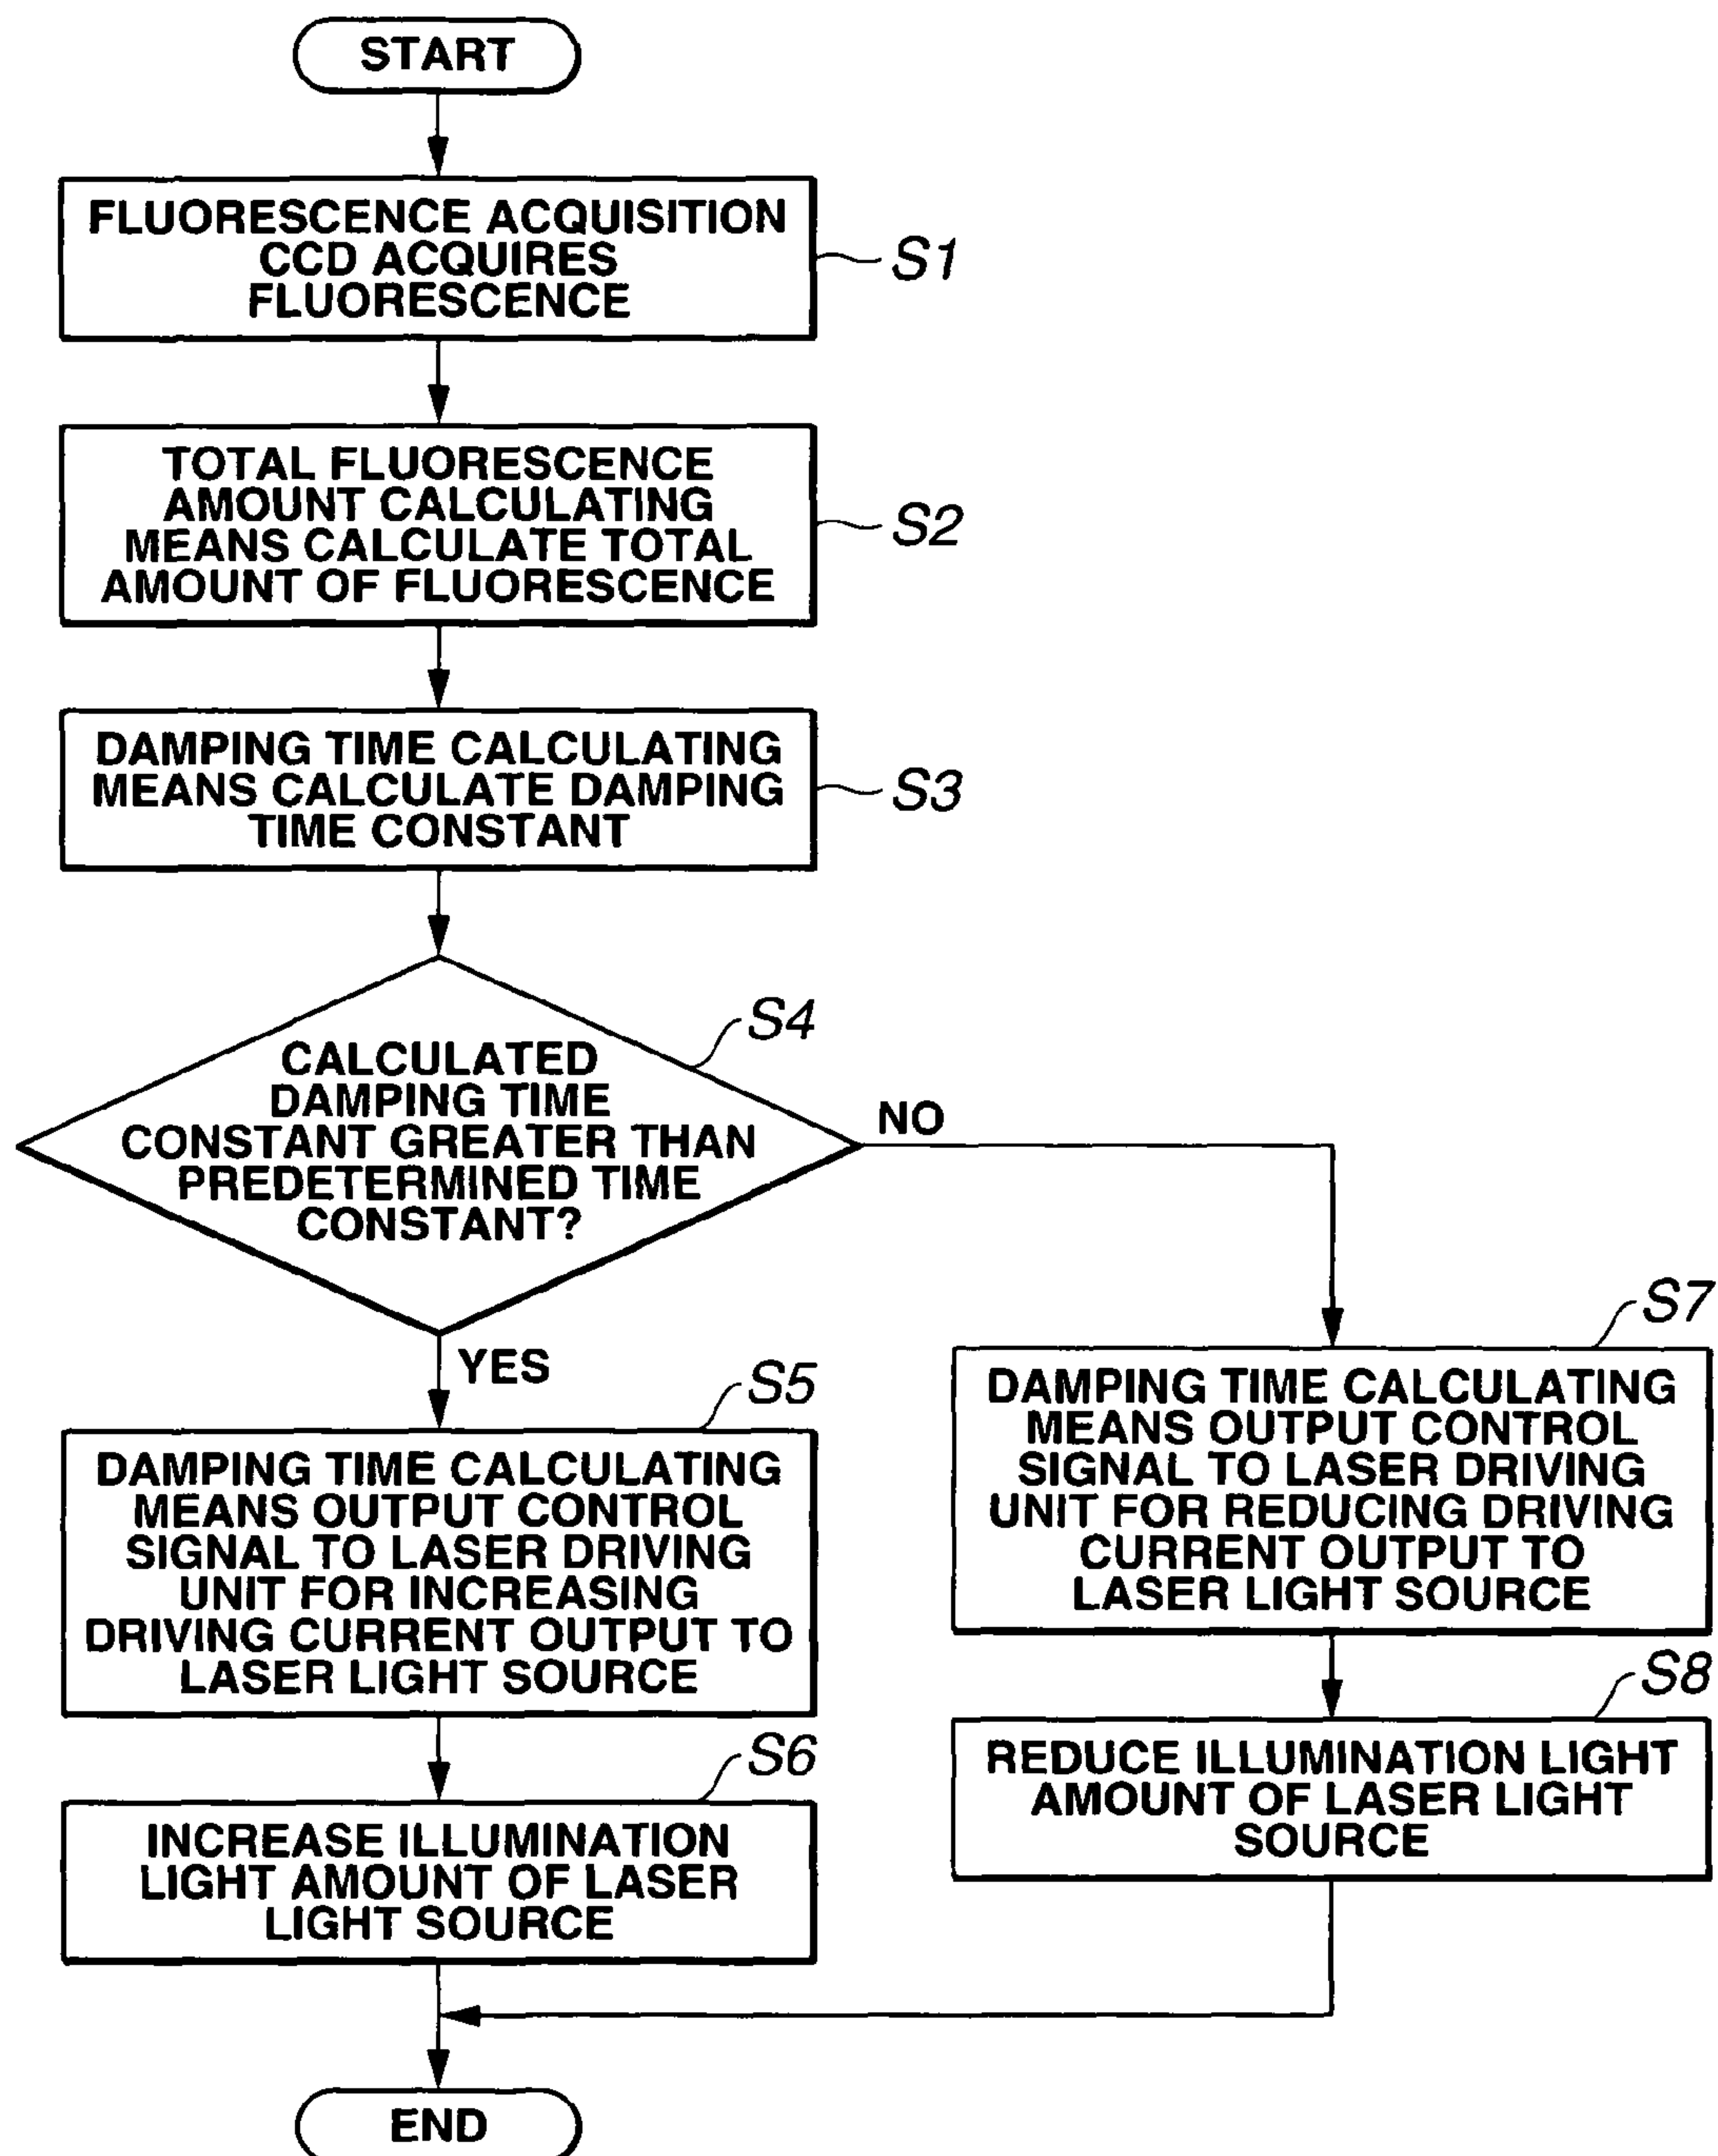 START
FLUORESCENCE ACQUISITION
CCD ACQUIRES
FLUORESCENCE
S1
TOTAL FLUORESCENCE
AMOUNT CALCULATING
MEANS CALCULATE TOTAL
AMOUNT OF FLUORESCENCE
S2
DAMPING TIME CALCULATING
MEANS CALCULATE DAMPING
TIME CONSTANT
S3
S4
CALCULATED
DAMPING TIME
CONSTANT GREATER THAN
PREDETERMINED TIME
CONSTANT?
NO
YES
S5
DAMPING TIME CALCULATING
MEANS OUTPUT CONTROL
SIGNAL TO LASER DRIVING
UNIT FOR INCREASING
DRIVING CURRENT OUTPUT TO
LASER LIGHT SOURCE
S6
INCREASE ILLUMINATION
LIGHT AMOUNT OF LASER
LIGHT SOURCE
S7
DAMPING TIME CALCULATING
MEANS OUTPUT CONTROL
SIGNAL TO LASER DRIVING
UNIT FOR REDUCING DRIVING
CURRENT OUTPUT TO
LASER LIGHT SOURCE
S8
REDUCE ILLUMINATION LIGHT
AMOUNT OF LASER LIGHT
SOURCE
END